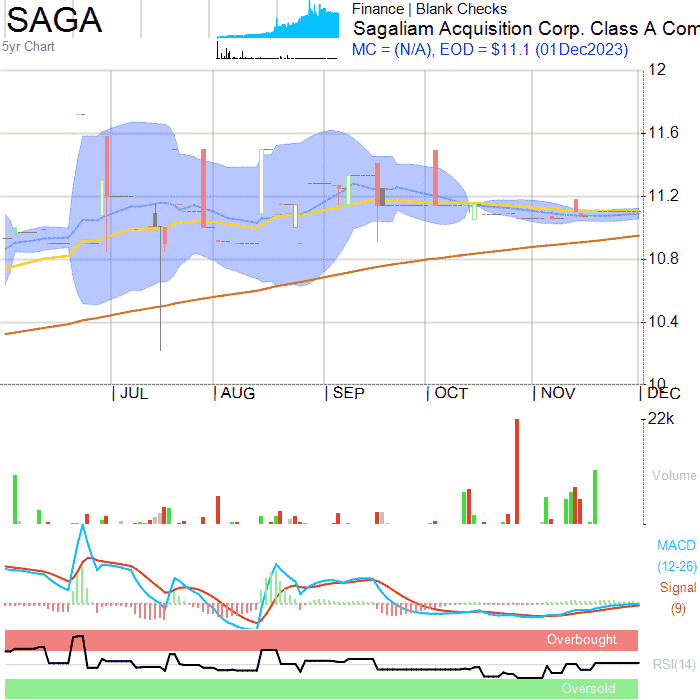 SAGA
Finance | Blank Checks
Sagaliam Acquisition Corp. Class A Com
5yr Chart
MC = (N/A), EOD = $11.1 (01Dec2023)
12
11.6
11.2
10.8
10.4
10
JUL AUG SEP OCT NOV DEC
22k
Volume
MACD
(12-26)
Signal
(9)
Overbought
RSI(14)
Oversold